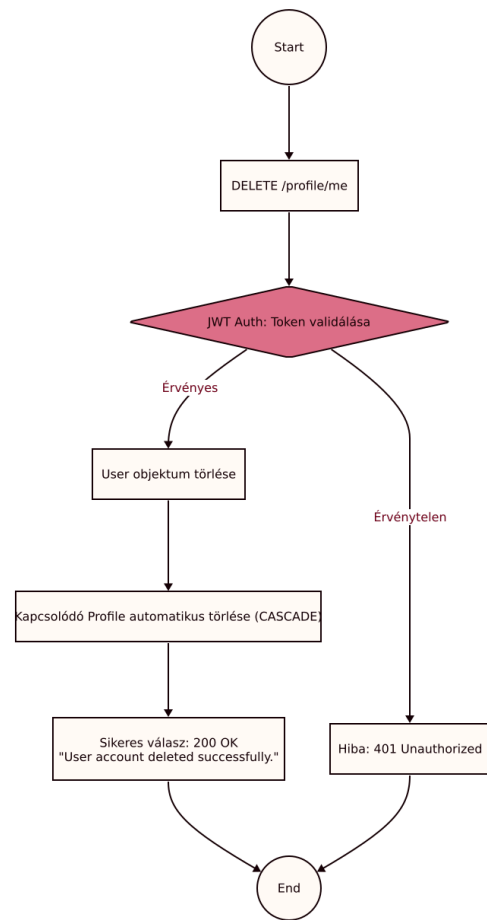 Start
DELETE /profile/me
JWT Auth: Token validálása
Érvényes
User objektum törlése
Érvénytelen
Kapcsolódó Profile automatikus törlése (CASCADE)
Sikeres válasz: 200 OK
"User account deleted successfully."
Hiba: 401 Unauthorized
End